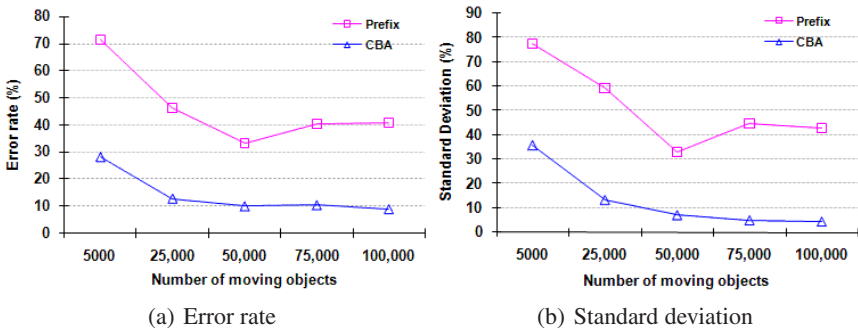 Prefix
CBA
80
70
60
50
40
30
20
10
0
Error rate (%)
5000 25,000 50,000 75,000 100,000
Number of moving objects
(a) Error rate
Prefix
CBA
90
80
70
60
50
40
30
20
10
0
Standard Deviation (%)
5000 25,000 50,000 75,000 100,000
Number of moving objects
(b) Standard deviation